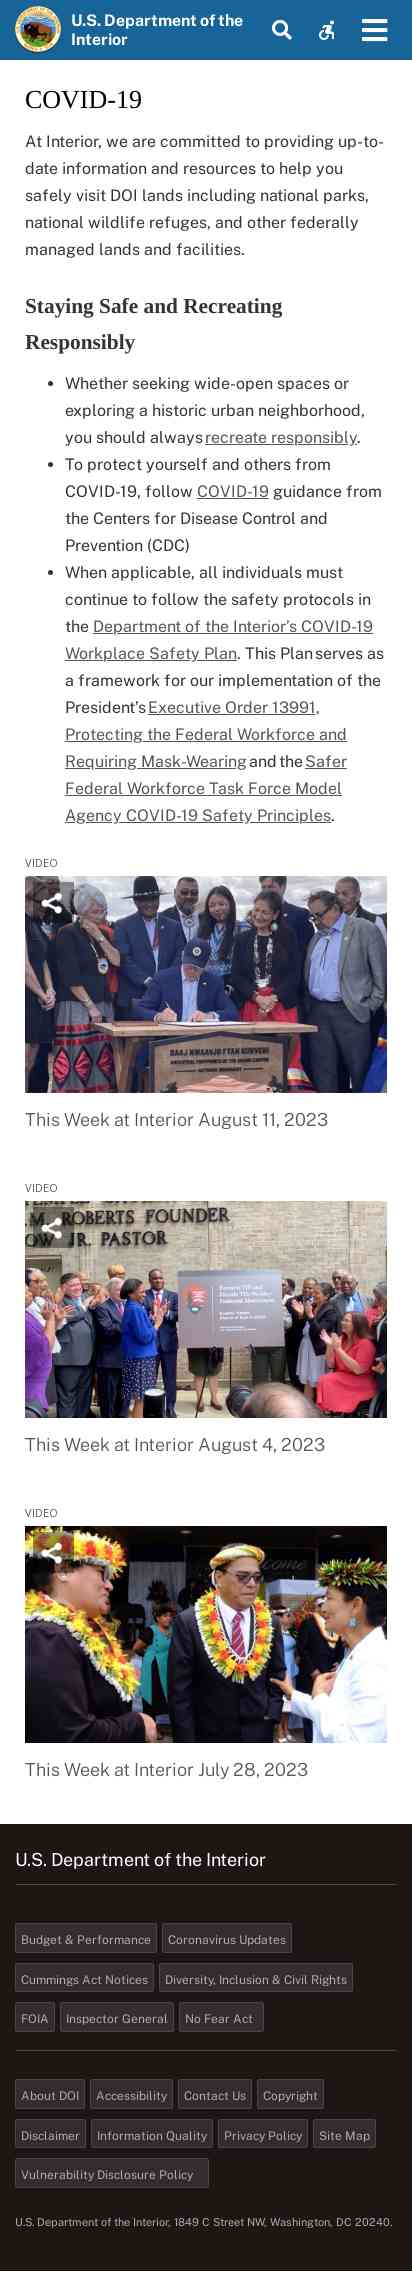 U.S. Department of the
Interior
COVID-19
At Interior, we are committed to providing up-to-
date information and resources to help you
safely visit DOI lands including national parks,
national wildlife refuges, and other federally
managed lands and facilities.
Staying Safe and Recreating
Responsibly
• Whether seeking wide-open spaces or
exploring a historic urban neighborhood,
you should always recreate responsibly.
• To protect yourself and others from
COVID-19, follow COVID-19 guidance from
the Centers for Disease Control and
Prevention (CDC)
• When applicable, all individuals must
continue to follow the safety protocols in
the Department of the Interior's COVID-19
Workplace Safety Plan. This Plan serves as
a framework for our implementation of the
President's Executive Order 13991,
Protecting the Federal Workforce and
Requiring Mask-Wearing and the Safer
Federal Workforce Task Force Model
Agency COVID-19 Safety Principles.
VIDEO
This Week at Interior August 11, 2023
VIDEO
ROBERTS FOUNDER
JR. PASTOR
This Week at Interior August 4, 2023
VIDEO
This Week at Interior July 28, 2023
U.S. Department of the Interior
Budget & Performance Coronavirus Updates
Cummings Act Notices Diversity, Inclusion & Civil Rights
FOIA Inspector General No Fear Act
About DOI Accessibility Contact Us Copyright
Disclaimer Information Quality Privacy Policy Site Map
Vulnerability Disclosure Policy
U.S. Department of the Interior, 1849 C Street NW, Washington, DC 20240.